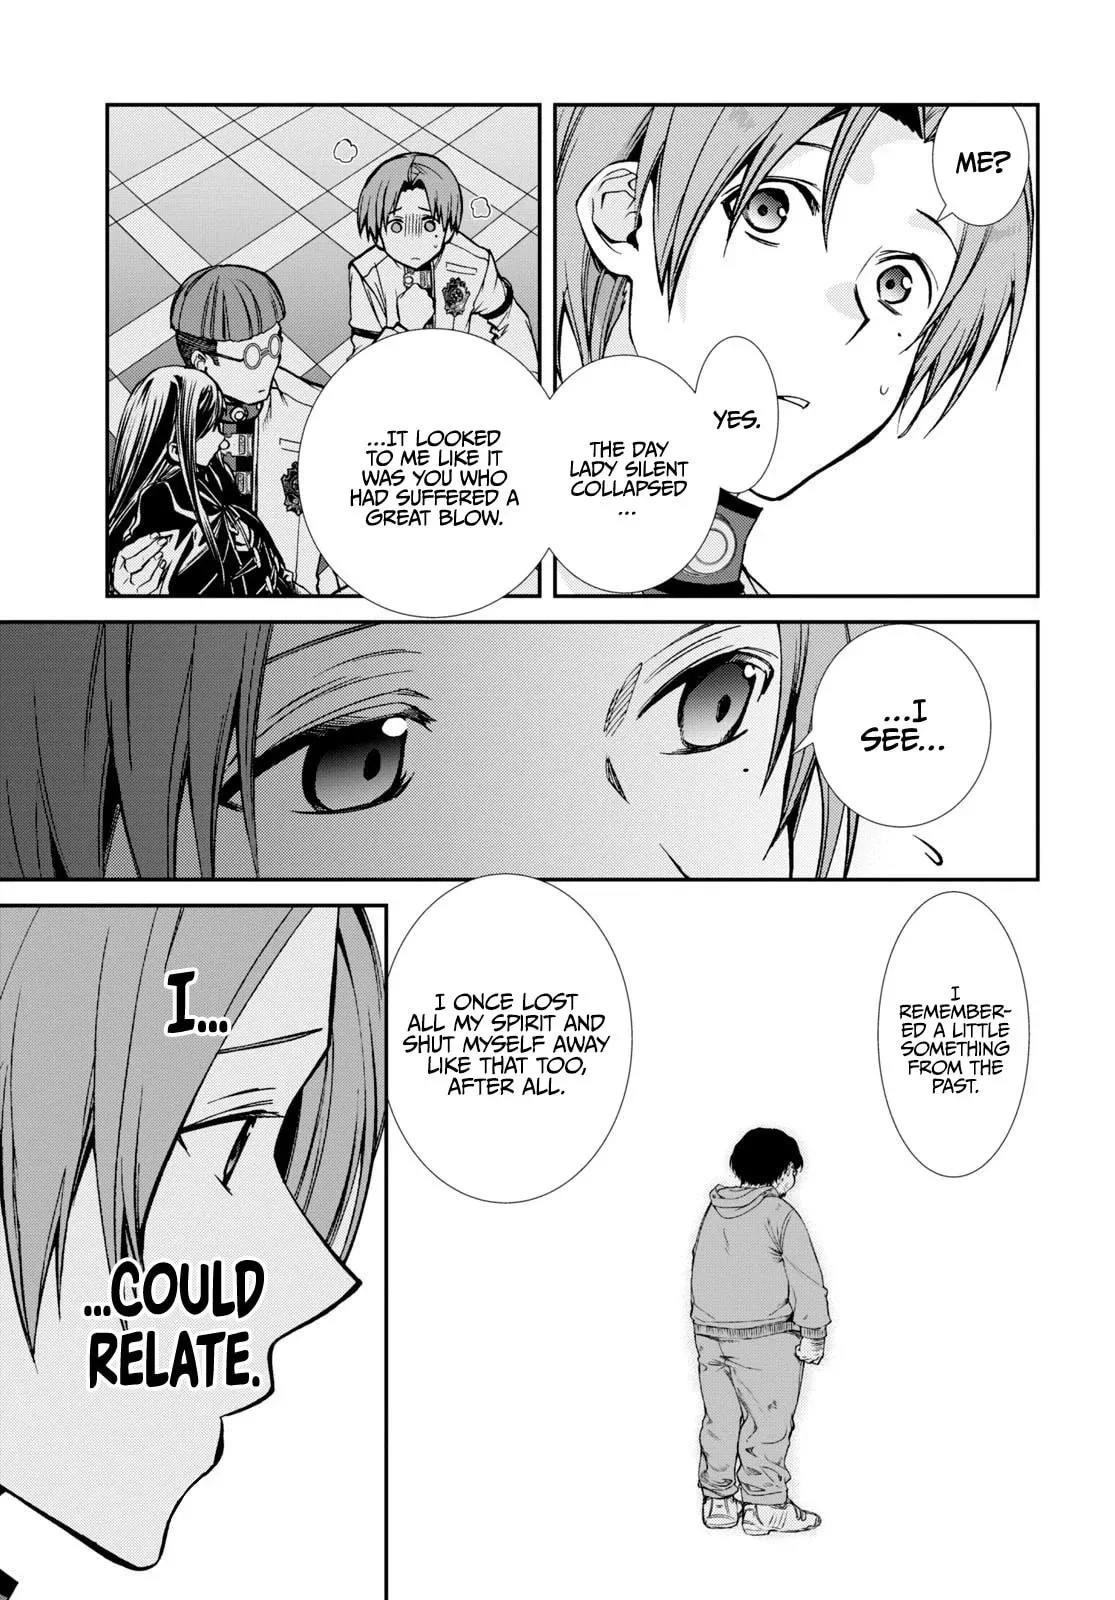 ME?
YES.
THE DAY
LADY SILENT
COLLAPSED
...
...IT LOOKED
TO ME LIKE IT
WAS YOU WHO
HAD SUFFERED A
GREAT BLOW.
...I
SEE...
I
REMEMBER-
ED A LITTLE
SOMETHING
FROM THE
PAST.
I ONCE LOST
ALL MY SPIRIT AND
SHUT MYSELF AWAY
LIKE THAT TOO,
AFTER ALL.
I...
...COULD
RELATE.